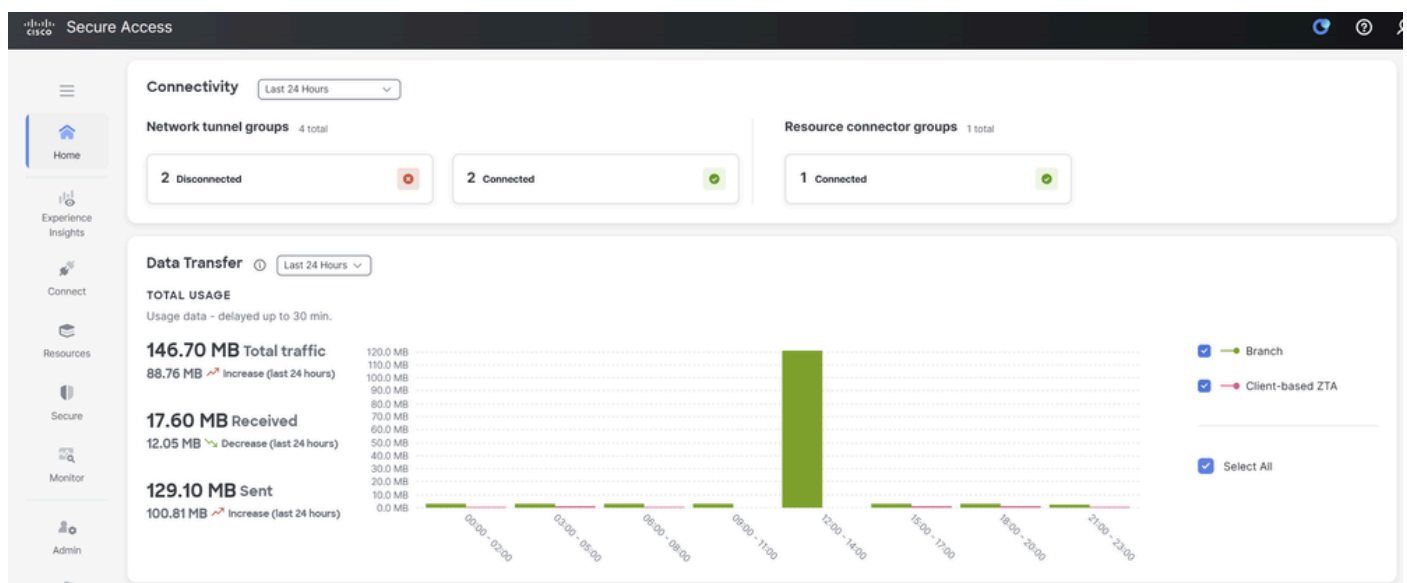 cisco Secure Access
Home
Experience
Insights
Connect
Resources
Secure
Monitor
Admin
Connectivity Last 24 Hours
Network tunnel groups 4 total
2 Disconnected
2 Connected
Resource connector groups 1 total
1 Connected
Data Transfer Last 24 Hours
TOTAL USAGE
Usage data - delayed up to 30 min.
146.70 MB Total traffic
88.76 MB Increase (last 24 hours)
17.60 MB Received
12.05 MB Decrease (last 24 hours)
129.10 MB Sent
100.81 MB Increase (last 24 hours)
120.0 MB
110.0 MB
100.0 MB
90.0 MB
80.0 MB
70.0 MB
60.0 MB
50.0 MB
40.0 MB
30.0 MB
20.0 MB
10.0 MB
0.0 MB
00:00 - 02:00
03:00 - 05:00
06:00 - 08:00
09:00 - 11:00
12:00 - 14:00
15:00 - 17:00
18:00 - 20:00
21:00 - 23:00
Branch
Client-based ZTA
Select All